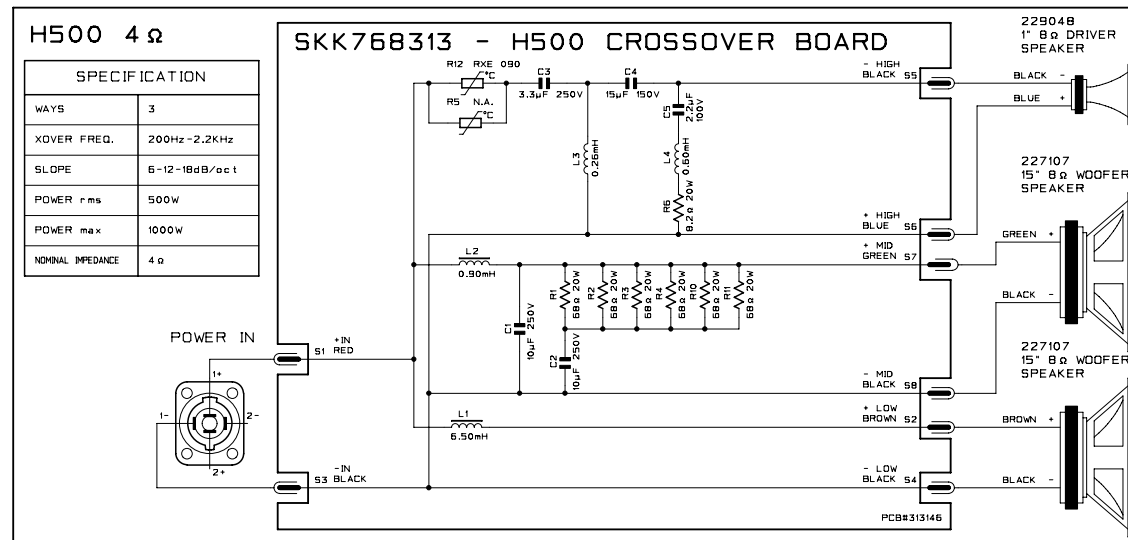 H500 4Ω
SPECIFICATION
WAYS 3
XOVER FREQ. 200Hz-2.2KHz
SLOPE 6-12-18dB/oct
POWER rms 500W
POWER max 1000W
NOMINAL IMPEDANCE 4Ω
SKK768313 - H500 CROSSOVER BOARD
R12 RXE 090
°C
R5 N.A.
°C
C3
3.3µF 250V
C4
15µF 150V
C5
2.2µF
100V
L3
0.26mH
L4
0.60mH
R6
8.2Ω 20W
- HIGH
BLACK S5
+ HIGH
BLUE S6
+ MID
GREEN S7
L2
0.90mH
R1
68Ω 20W
R2
68Ω 20W
R3
68Ω 20W
R4
68Ω 20W
R10
68Ω 20W
R11
68Ω 20W
C1
10µF 250V
C2
10µF 250V
- MID
BLACK S8
+ LOW
BROWN S2
L1
6.50mH
- LOW
BLACK S4
PCB#313146
POWER IN
S1 +IN
RED
1+
1-
2-
2+
S3 -IN
BLACK
229048
1" 8Ω DRIVER
SPEAKER
BLACK -
BLUE +
227107
15" 8Ω WOOFER
SPEAKER
GREEN +
BLACK -
227107
15" 8Ω WOOFER
SPEAKER
BROWN +
BLACK -